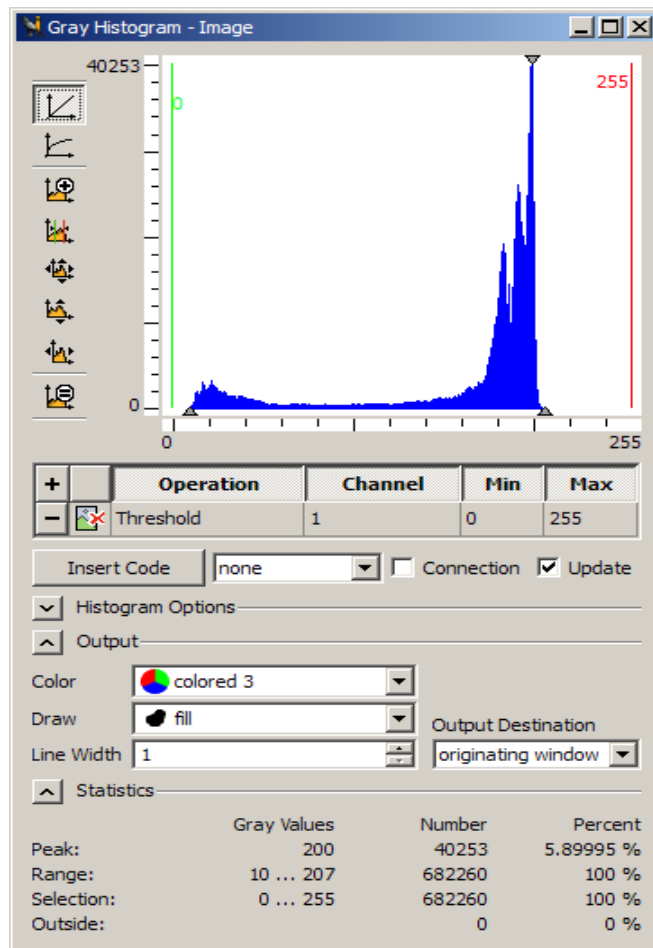 Gray Histogram - Image
40253
255
0
0
0
255
+ Operation Channel Min Max
− Threshold 1 0 255
Insert Code none Connection Update
Histogram Options
Output
Color colored 3
Draw fill Output Destination
Line Width 1 originating window
Statistics
Gray Values Number Percent
Peak: 200 40253 5.89995 %
Range: 10 ... 207 682260 100 %
Selection: 0 ... 255 682260 100 %
Outside: 0 0 %